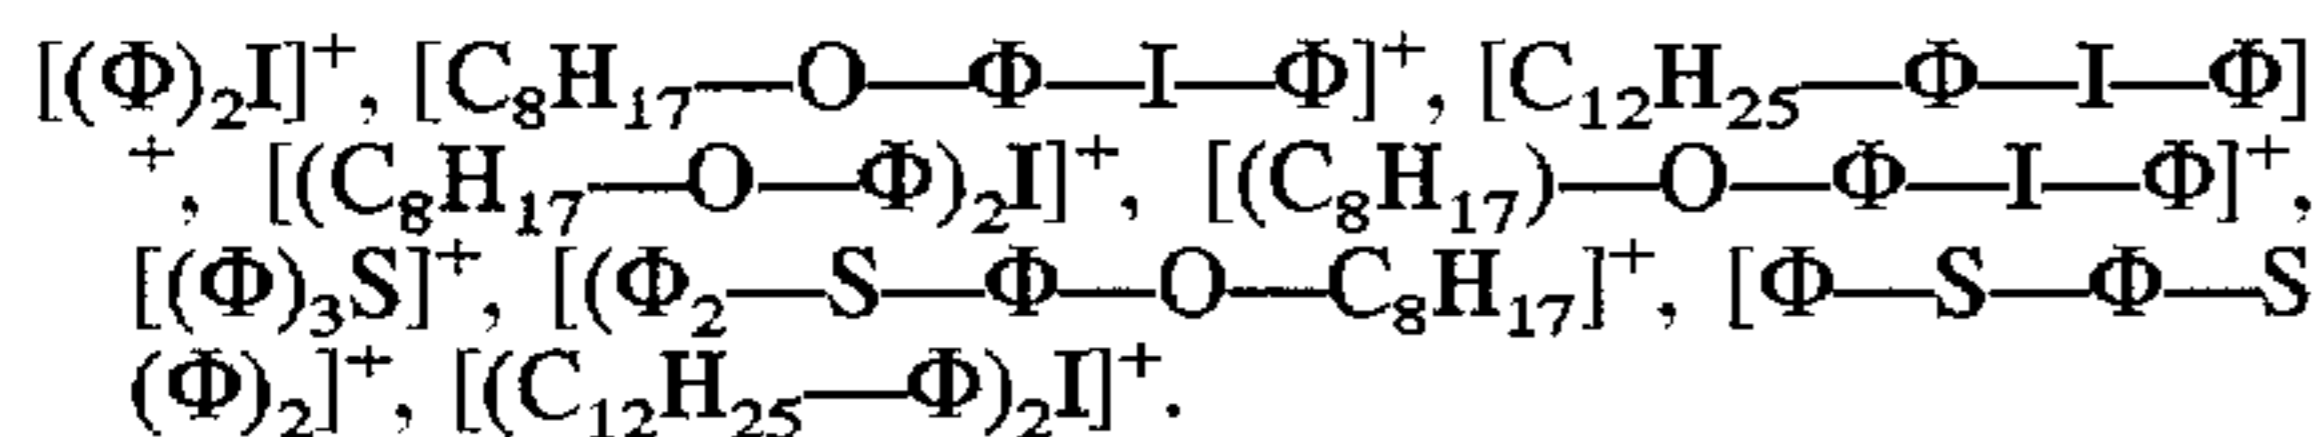 [(Φ)₂I]⁺, [C₈H₁₇—O—Φ—I—Φ]⁺, [C₁₂H₂₅—Φ—I—Φ]
⁺, [(C₈H₁₇—O—Φ)₂I]⁺, [(C₈H₁₇)—O—Φ—I—Φ]⁺,
[(Φ)₃S]⁺, [(Φ₂—S—Φ—O—C₈H₁₇]⁺, [Φ—S—Φ—S
(Φ)₂]⁺, [(C₁₂H₂₅—Φ)₂I]⁺.